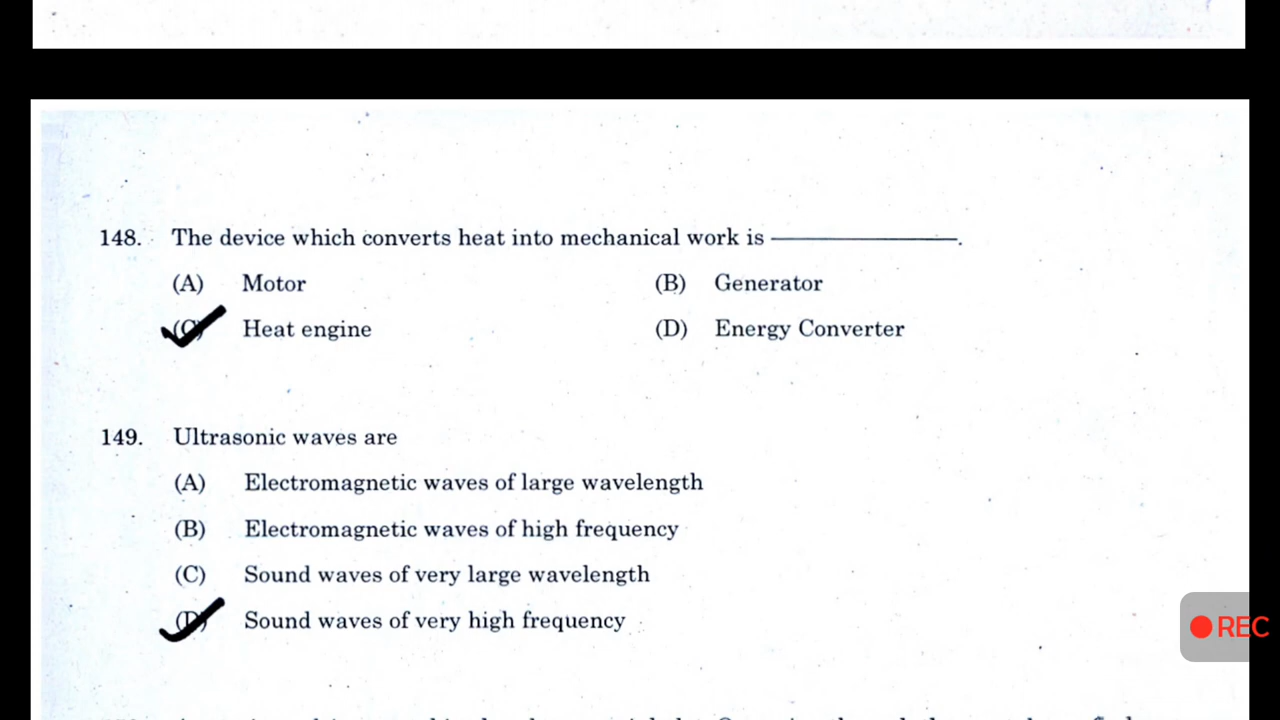 148. The device which converts heat into mechanical work is ——————.
(A) Motor (B) Generator
(C) Heat engine (D) Energy Converter
149. Ultrasonic waves are
(A) Electromagnetic waves of large wavelength
(B) Electromagnetic waves of high frequency
(C) Sound waves of very large wavelength
(D) Sound waves of very high frequency
REC